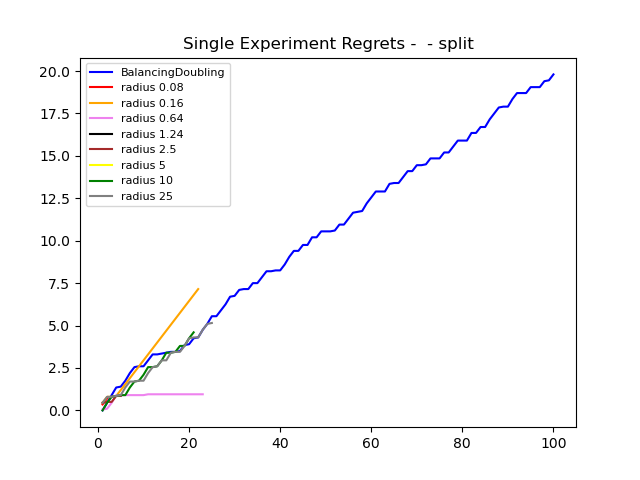 Single Experiment Regrets -  - split
BalancingDoubling
radius 0.08
radius 0.16
radius 0.64
radius 1.24
radius 2.5
radius 5
radius 10
radius 25
20.0
17.5
15.0
12.5
10.0
7.5
5.0
2.5
0.0
0 20 40 60 80 100